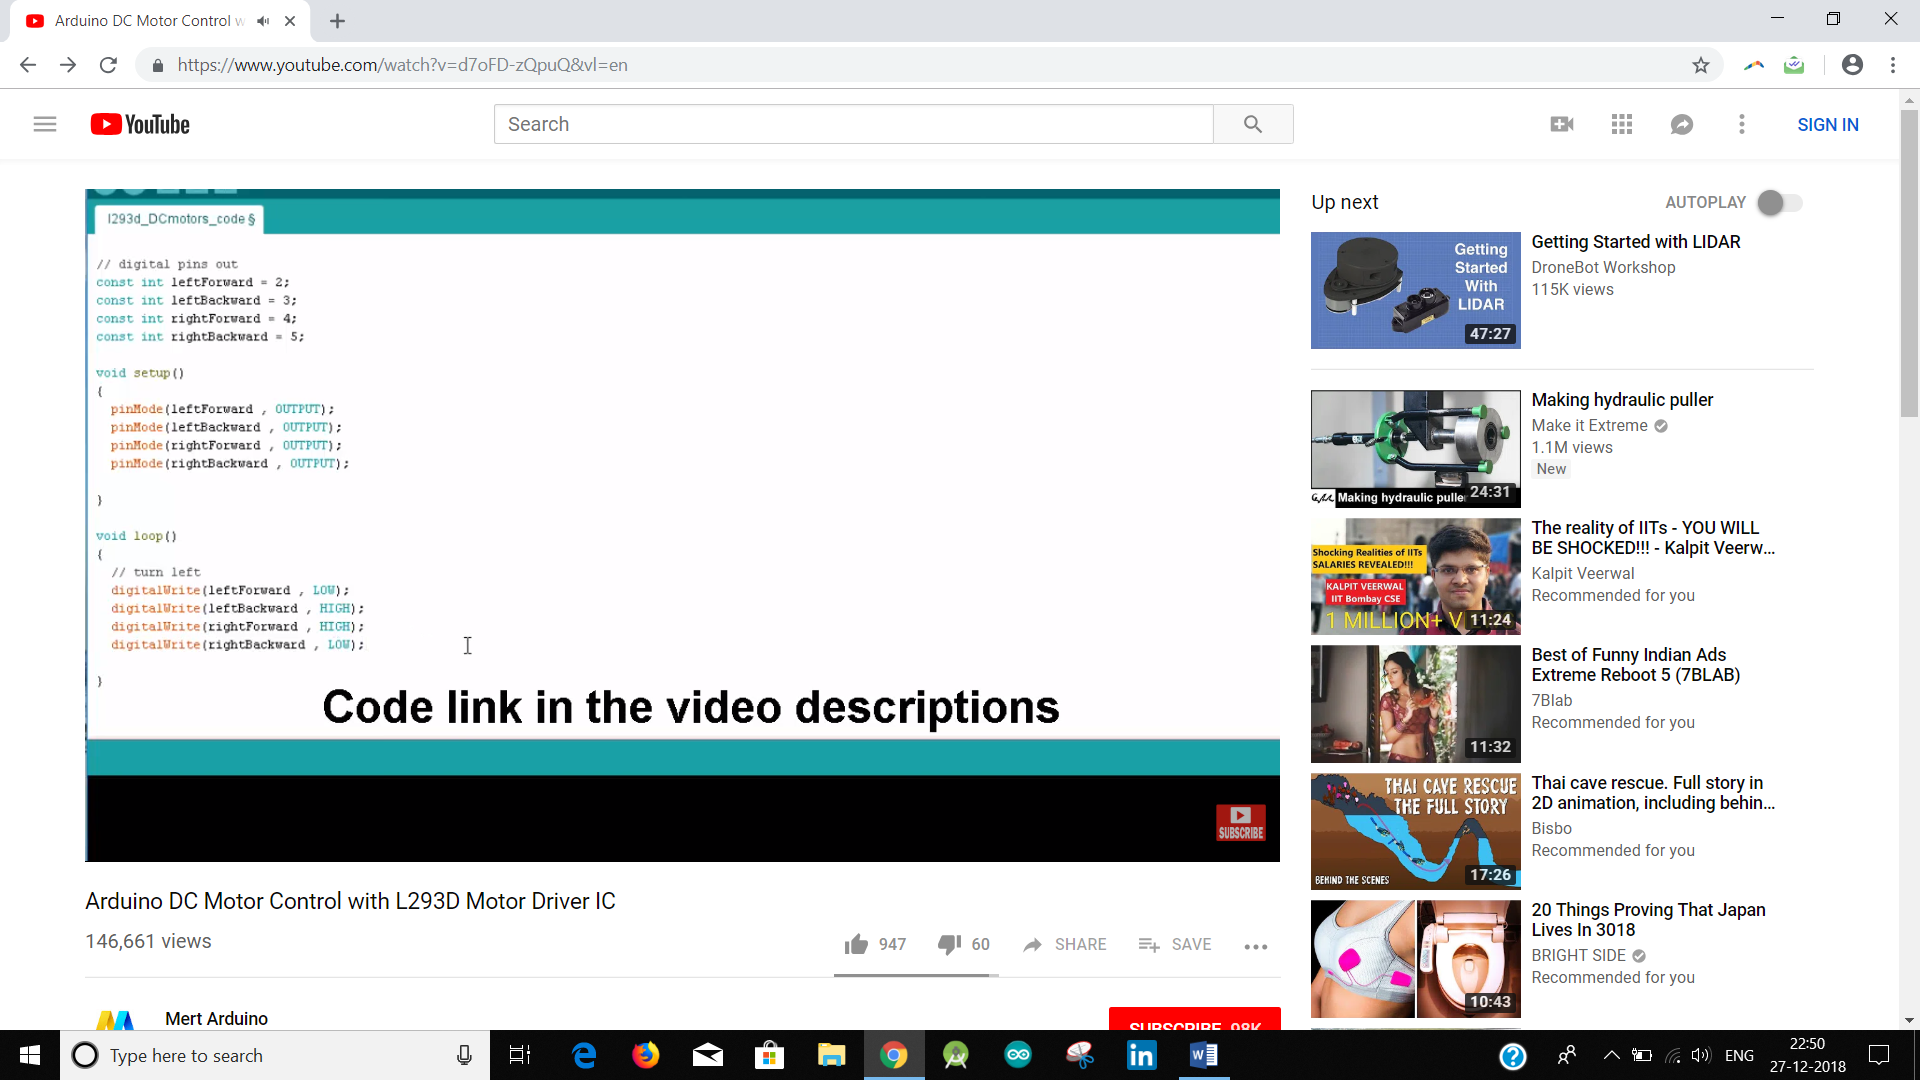 Arduino DC Motor Control w
https://www.youtube.com/watch?v=d7oFD-zQpuQ&vl=en
YouTube
Search
SIGN IN
l293d_DCmotors_code §
// digital pins out
const int leftForward = 2;
const int leftBackward = 3;
const int rightForward = 4;
const int rightBackward = 5;
void setup()
{
pinMode(leftForward , OUTPUT);
pinMode(leftBackward , OUTPUT);
pinMode(rightForward , OUTPUT);
pinMode(rightBackward , OUTPUT);
}
void loop()
{
// turn left
digitalWrite(leftForward , LOW);
digitalWrite(leftBackward , HIGH);
digitalWrite(rightForward , HIGH);
digitalWrite(rightBackward , LOW);
}
Code link in the video descriptions
SUBSCRIBE
Arduino DC Motor Control with L293D Motor Driver IC
146,661 views
947
60
SHARE
SAVE
Mert Arduino
SUBSCRIBE 98K
Up next
AUTOPLAY
Getting
Started
With
LIDAR
47:27
Getting Started with LIDAR
DroneBot Workshop
115K views
Making hydraulic puller
24:31
Making hydraulic puller
Make it Extreme
1.1M views
New
Shocking Realities of IITs
SALARIES REVEALED!!!
KALPIT VEERWAL
IIT Bombay CSE
1 MILLION+ V
11:24
The reality of IITs - YOU WILL
BE SHOCKED!!! - Kalpit Veerw...
Kalpit Veerwal
Recommended for you
11:32
Best of Funny Indian Ads
Extreme Reboot 5 (7BLAB)
7Blab
Recommended for you
THAI CAVE RESCUE
THE FULL STORY
BEHIND THE SCENES
17:26
Thai cave rescue. Full story in
2D animation, including behin...
Bisbo
Recommended for you
10:43
20 Things Proving That Japan
Lives In 3018
BRIGHT SIDE
Recommended for you
Type here to search
ENG
22:50
27-12-2018